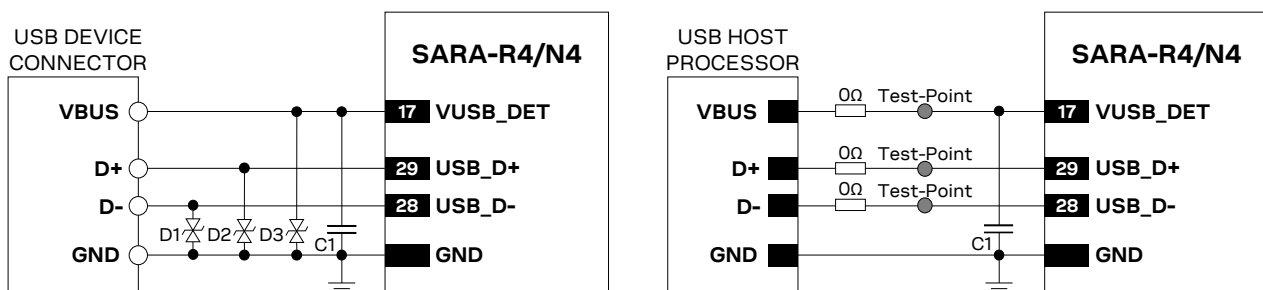 USB DEVICE
CONNECTOR
SARA-R4/N4
VBUS
17 VUSB_DET
D+
29 USB_D+
D-
28 USB_D-
D1 D2 D3 C1
GND
GND
USB HOST
PROCESSOR
SARA-R4/N4
0Ω Test-Point
VBUS
17 VUSB_DET
0Ω Test-Point
D+
29 USB_D+
0Ω Test-Point
D-
28 USB_D-
C1
GND
GND